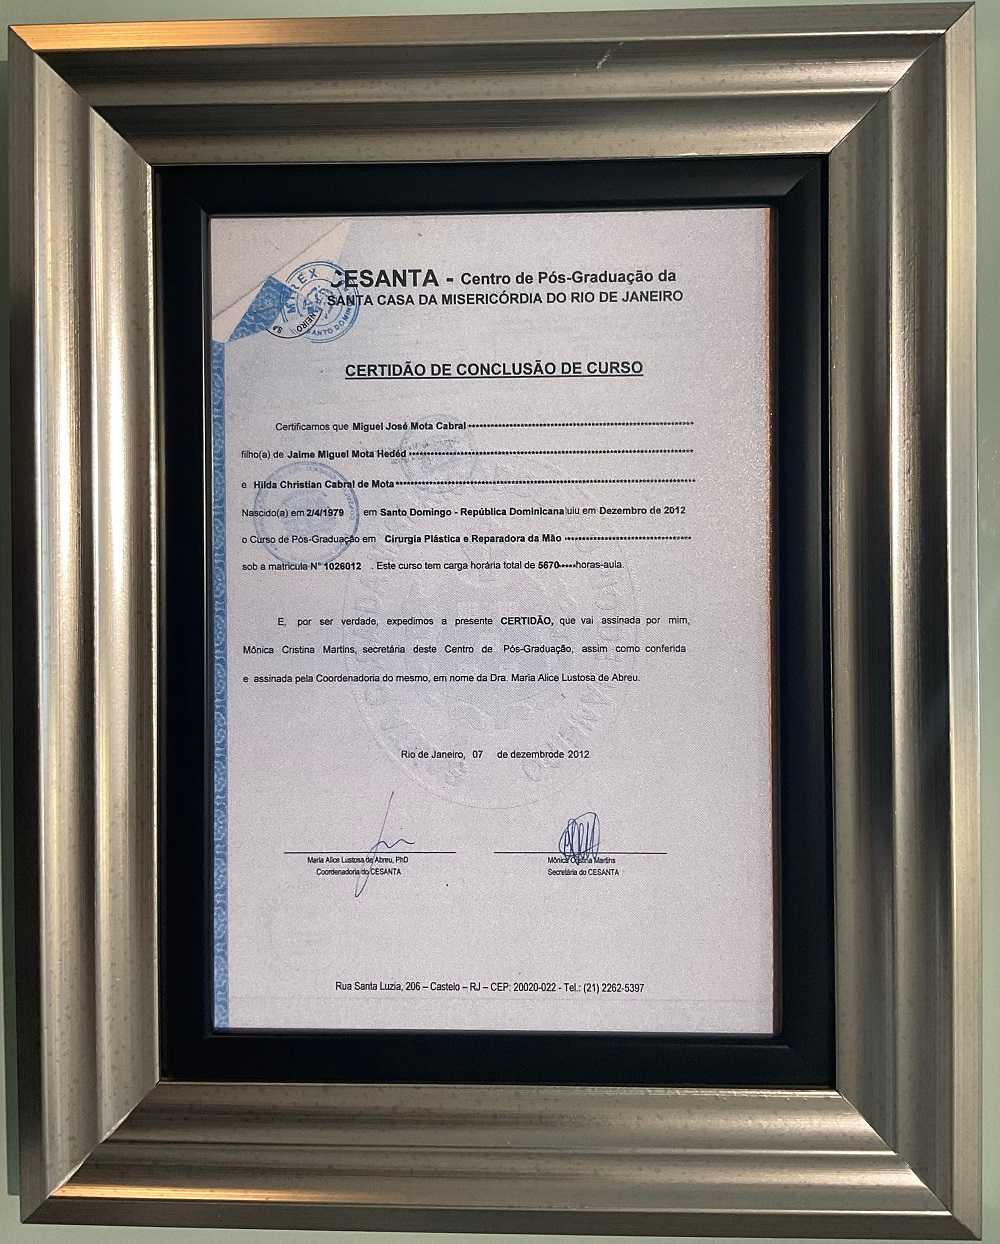 CESANTA - Centro de Pós-Graduação da
SANTA CASA DA MISERICÓRDIA DO RIO DE JANEIRO
MIREX
SANTO DOMIN
CERTIDÃO DE CONCLUSÃO DE CURSO
Certificamos que Miguel José Mota Cabral
filho(a) de Jaime Miguel Mota Hedéd
e Hilda Christian Cabral de Mota
Nascido(a) em 2/4/1979 em Santo Domingo - República Dominicana luiu em Dezembro de 2012
o Curso de Pós-Graduação em Cirurgia Plástica e Reparadora da Mão
sob a matricula N° 1026012 . Este curso tem carga horária total de 5670 horas-aula.
E, por ser verdade, expedimos a presente CERTIDÃO, que vai assinada por mim,
Mônica Cristina Martins, secretária deste Centro de Pós-Graduação, assim como conferida
e assinada pela Coordenadoria do mesmo, em nome da Dra. Maria Alice Lustosa de Abreu.
Rio de Janeiro, 07 de dezembrode 2012
Maria Alice Lustosa de Abreu, PhD
Coordenadoria do CESANTA
Mônica Cristina Martins
Secretária do CESANTA
Rua Santa Luzia, 206 – Castelo – RJ – CEP: 20020-022 - Tel.: (21) 2262-5397